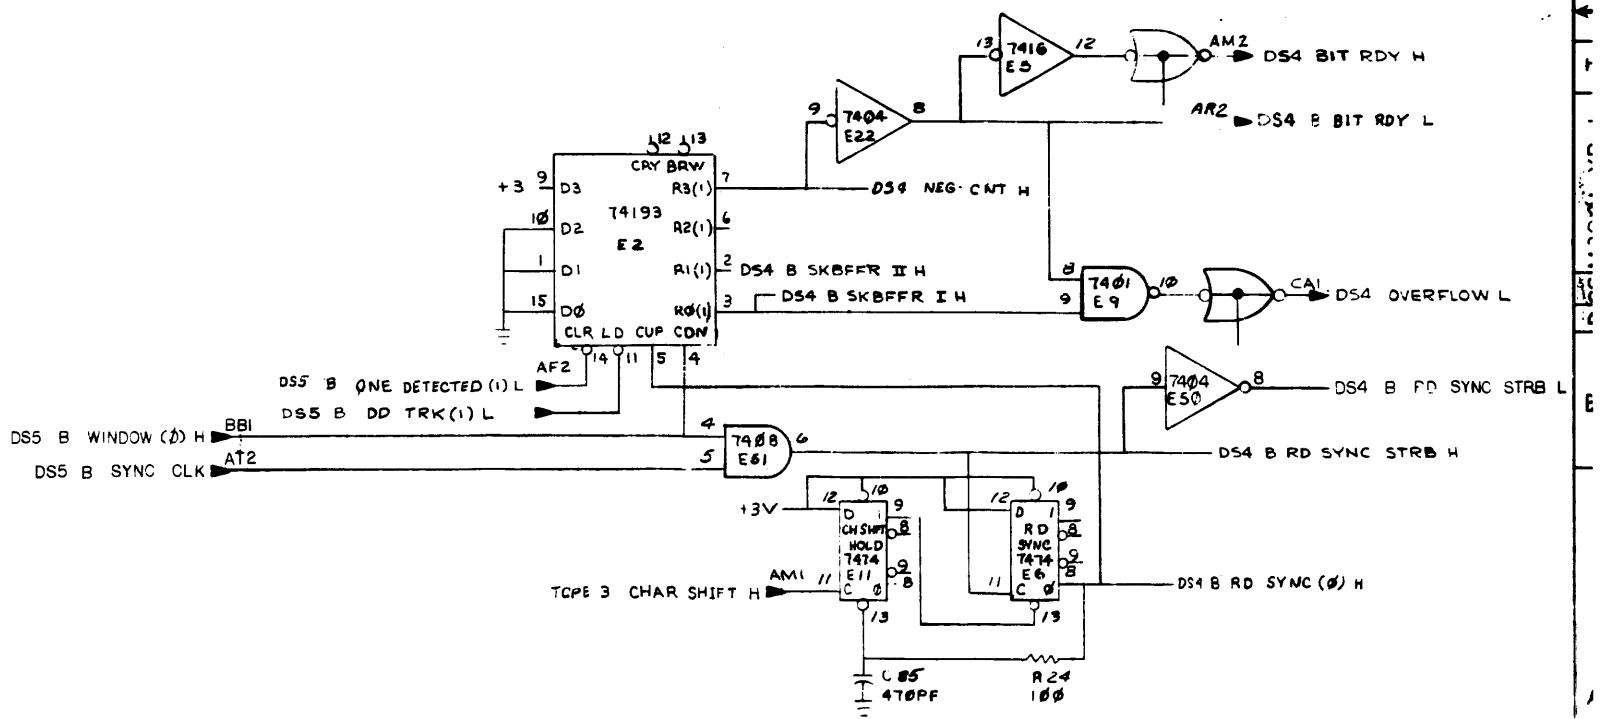 13 7416 12 AM2 DS4 BIT RDY H
E5
9 7404 8 AR2 DS4 B BIT RDY L
E22
12 13
CRY BRW
+3 9 D3 R3(1) 7 DS4 NEG. CNT H
74193
10 D2 R2(1) 6
E2
1 D1 R1(1) 2 DS4 B SKBFFR II H
8 7401 10 CA1
DS4 B SKBFFR I H
15 D0 R0(1) 3 9 E9 DS4 OVERFLOW L
CLR LD CUP CDN
14 11 5 4
AF2
DS5 B ONE DETECTED (1) L
9 7404 8 DS4 B RD SYNC STRB L
E50
DS5 B DD TRK(1) L
DS5 B WINDOW (0) H BB1 4 7408 6
E61
DS4 B RD SYNC STRB H
DS5 B SYNC CLK AT2 5
12 10 9 12 10 9
+3V D 1 D 1
CH SHFT 8 RD 8
HOLD SYNC
7474 9 7474 9
E11 8 E6 8
TCPE 3 CHAR SHIFT H AM1 11 C 0 11 C 0 DS4 B RD SYNC (0) H
13 13
C85 R24
470PF 100
B